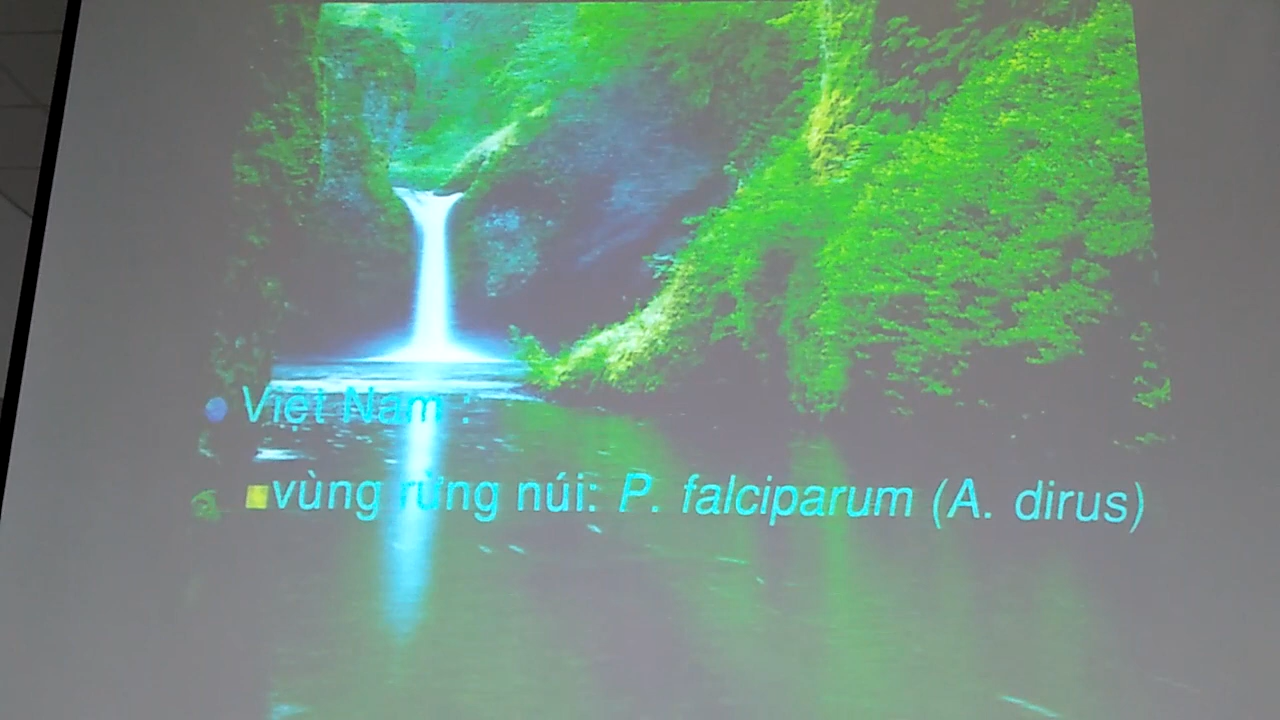 Việt Nam :
vùng rừng núi: P. falciparum (A. dirus)